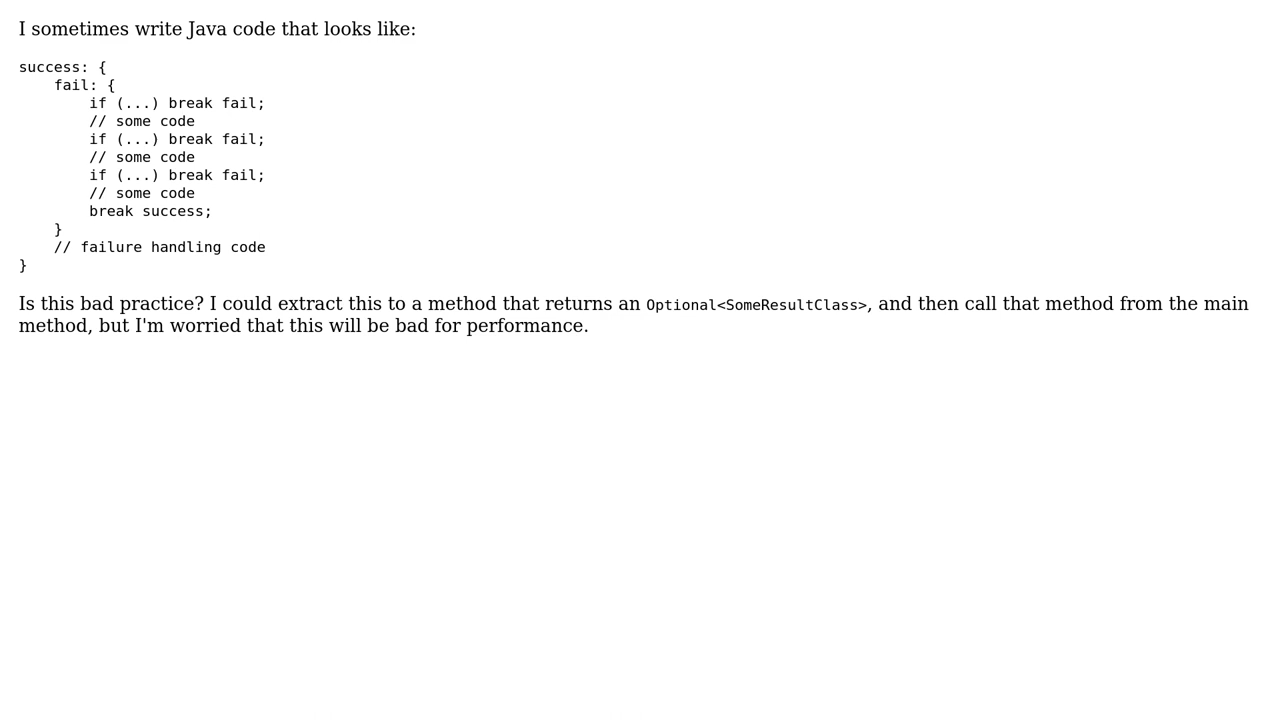 I sometimes write Java code that looks like:
success: {
    fail: {
        if (...) break fail;
        // some code
        if (...) break fail;
        // some code
        if (...) break fail;
        // some code
        break success;
    }
    // failure handling code
}
Is this bad practice? I could extract this to a method that returns an Optional<SomeResultClass>, and then call that method from the main
method, but I'm worried that this will be bad for performance.